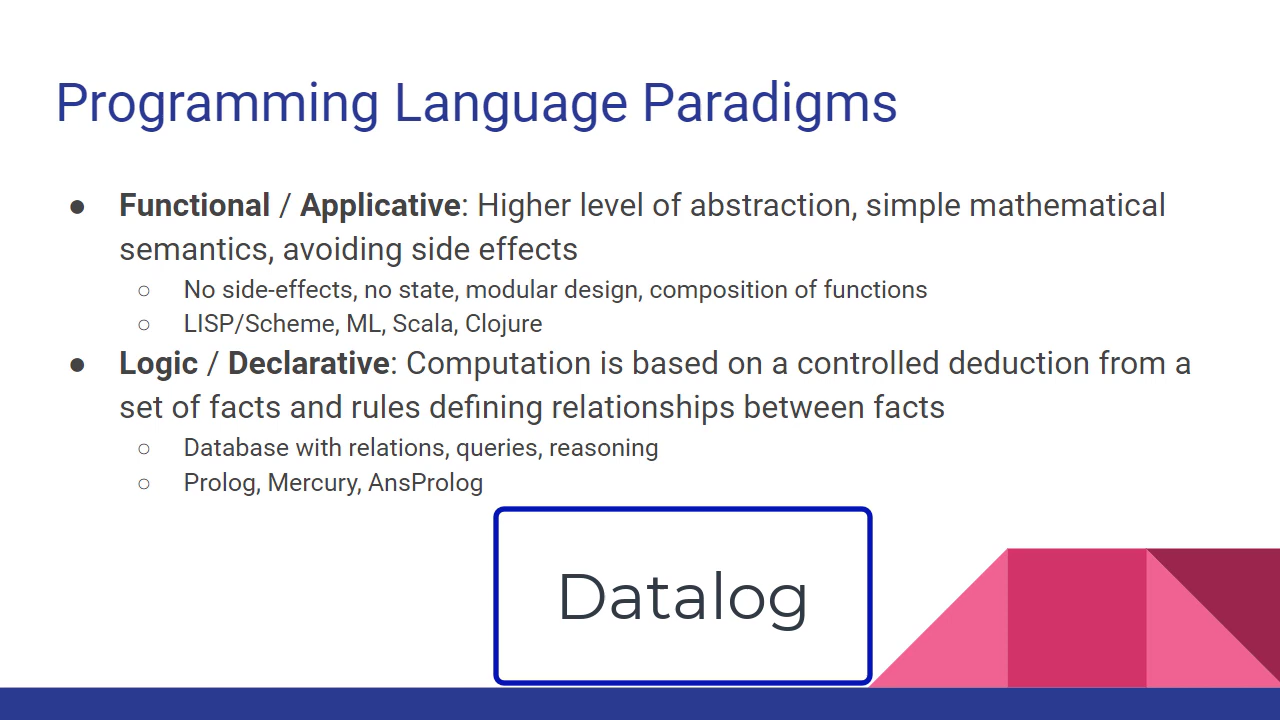 Programming Language Paradigms
● Functional / Applicative: Higher level of abstraction, simple mathematical
semantics, avoiding side effects
○ No side-effects, no state, modular design, composition of functions
○ LISP/Scheme, ML, Scala, Clojure
● Logic / Declarative: Computation is based on a controlled deduction from a
set of facts and rules defining relationships between facts
○ Database with relations, queries, reasoning
○ Prolog, Mercury, AnsProlog
Datalog